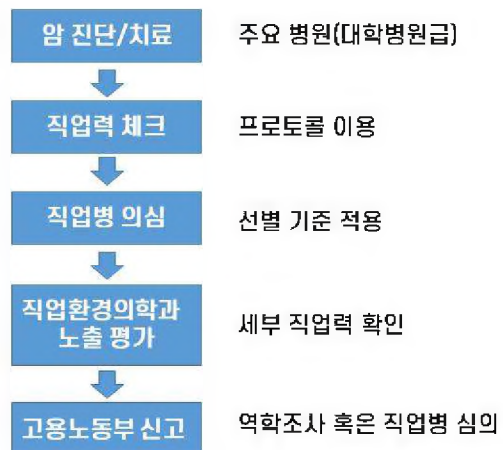 암 진단/치료 주요 병원(대학병원급)
직업력 체크 프로토콜 이용
직업병 의심 선별 기준 적용
직업환경의학과
노출 평가 세부 직업력 확인
고용노동부 신고 역학조사 혹은 직업병 심의